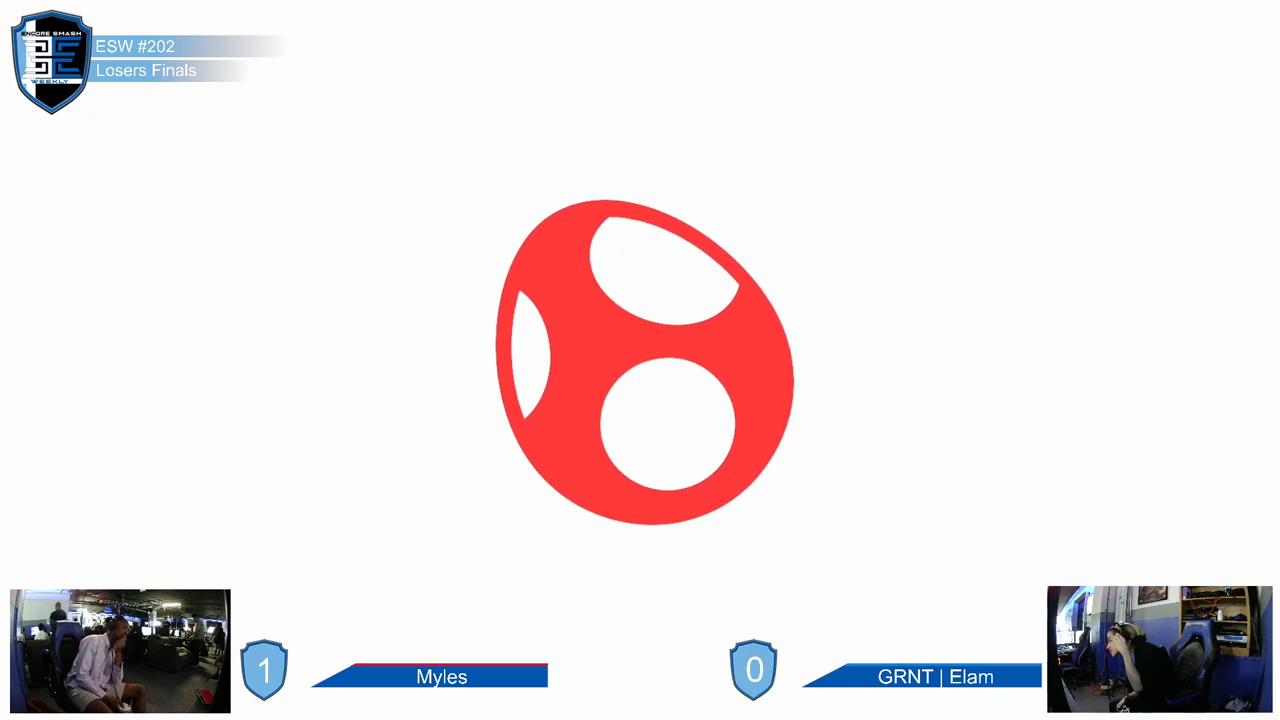 ENCORE SMASH
WEEKLY
ESW #202
Losers Finals
1
Myles
0
GRNT | Elam